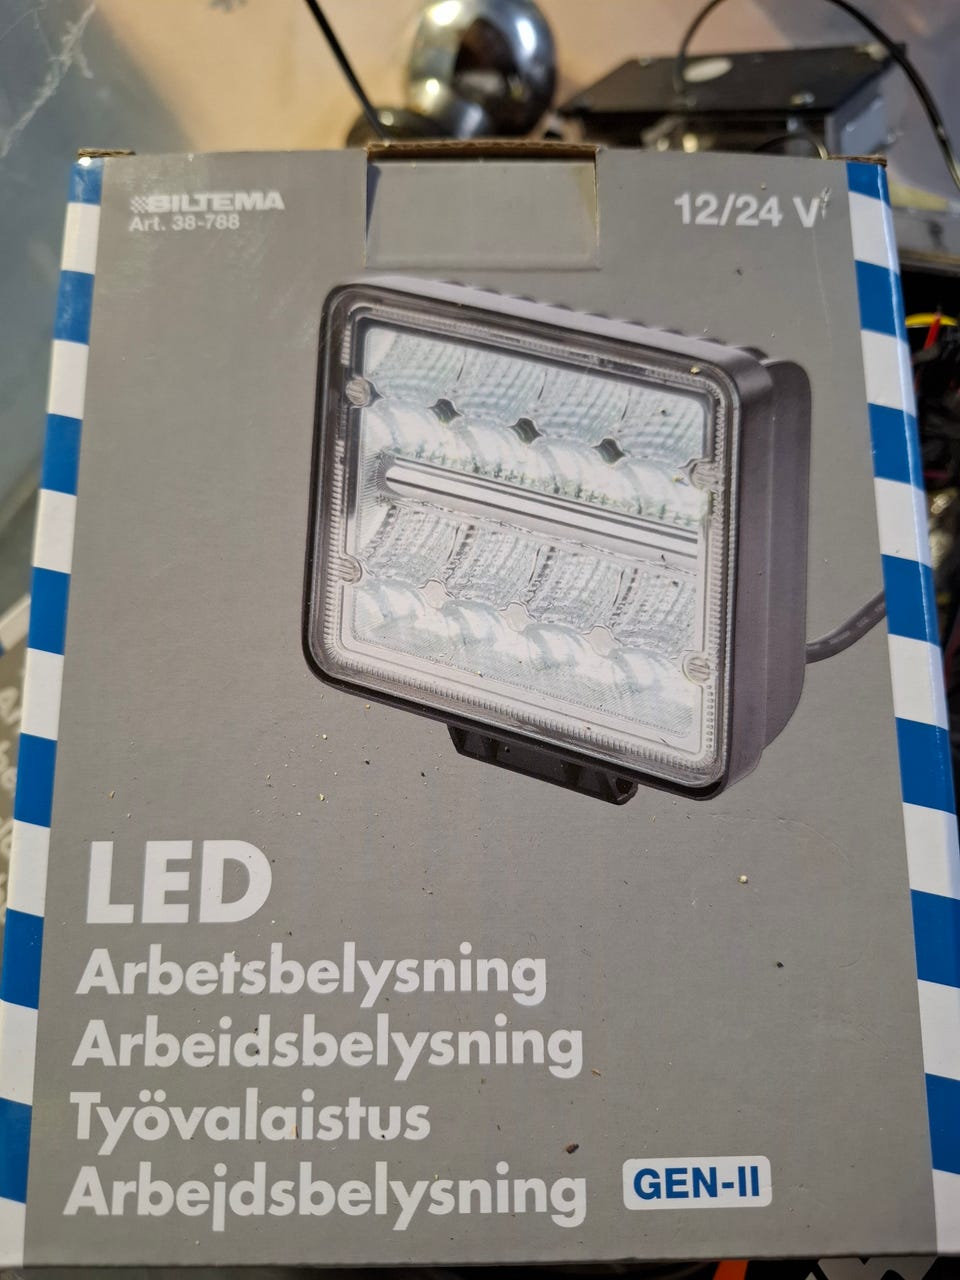 BILTEMA
Art. 38-788
12/24 V
LED
Arbetsbelysning
Arbeidsbelysning
Työvalaistus
Arbejdsbelysning
GEN-II